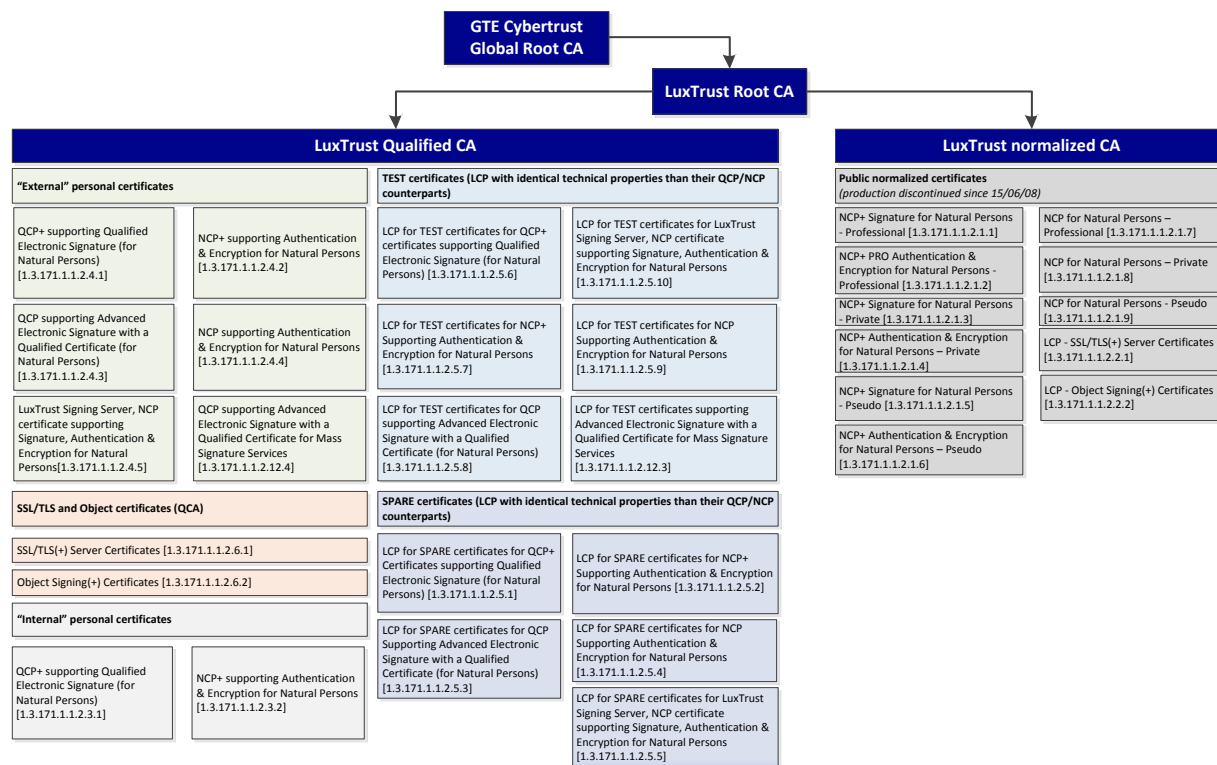 GTE Cybertrust
Global Root CA
LuxTrust Root CA
LuxTrust Qualified CA
"External" personal certificates
QCP+ supporting Qualified
Electronic Signature (for
Natural Persons)
[1.3.171.1.1.2.4.1]
NCP+ supporting Authentication
& Encryption for Natural Persons
[1.3.171.1.1.2.4.2]
QCP supporting Advanced
Electronic Signature with a
Qualified Certificate (for
Natural Persons)
[1.3.171.1.1.2.4.3]
NCP supporting Authentication
& Encryption for Natural Persons
[1.3.171.1.1.2.4.4]
LuxTrust Signing Server, NCP
certificate supporting
Signature, Authentication &
Encryption for Natural
Persons[1.3.171.1.1.2.4.5]
QCP supporting Advanced
Electronic Signature with a
Qualified Certificate for Mass
Signature Services
[1.3.171.1.1.2.12.4]
SSL/TLS and Object certificates (QCA)
SSL/TLS(+) Server Certificates [1.3.171.1.1.2.6.1]
Object Signing(+) Certificates [1.3.171.1.1.2.6.2]
"Internal" personal certificates
QCP+ supporting Qualified
Electronic Signature (for
Natural Persons)
[1.3.171.1.1.2.3.1]
NCP+ supporting Authentication
& Encryption for Natural Persons
[1.3.171.1.1.2.3.2]
TEST certificates (LCP with identical technical properties than their QCP/NCP
counterparts)
LCP for TEST certificates for QCP+
certificates supporting Qualified
Electronic Signature (for Natural
Persons) [1.3.171.1.1.2.5.6]
LCP for TEST certificates for LuxTrust
Signing Server, NCP certificate
supporting Signature, Authentication &
Encryption for Natural Persons
[1.3.171.1.1.2.5.10]
LCP for TEST certificates for NCP+
Supporting Authentication &
Encryption for Natural Persons
[1.3.171.1.1.2.5.7]
LCP for TEST certificates for NCP
Supporting Authentication &
Encryption for Natural Persons
[1.3.171.1.1.2.5.9]
LCP for TEST certificates for QCP
supporting Advanced Electronic
Signature with a Qualified
Certificate (for Natural Persons)
[1.3.171.1.1.2.5.8]
LCP for TEST certificates supporting
Advanced Electronic Signature with a
Qualified Certificate for Mass Signature
Services
[1.3.171.1.1.2.12.3]
SPARE certificates (LCP with identical technical properties than their QCP/NCP
counterparts)
LCP for SPARE certificates for QCP+
Certificates supporting Qualified
Electronic Signature (for Natural
Persons) [1.3.171.1.1.2.5.1]
LCP for SPARE certificates for NCP+
Supporting Authentication & Encryption
for Natural Persons [1.3.171.1.1.2.5.2]
LCP for SPARE certificates for QCP
Supporting Advanced Electronic
Signature with a Qualified
Certificate (for Natural Persons)
[1.3.171.1.1.2.5.3]
LCP for SPARE certificates for NCP
Supporting Authentication &
Encryption for Natural Persons
[1.3.171.1.1.2.5.4]
LCP for SPARE certificates for LuxTrust
Signing Server, NCP certificate
supporting Signature, Authentication &
Encryption for Natural Persons
[1.3.171.1.1.2.5.5]
LuxTrust normalized CA
Public normalized certificates
(production discontinued since 15/06/08)
NCP+ Signature for Natural Persons
- Professional [1.3.171.1.1.2.1.1]
NCP+ PRO Authentication &
Encryption for Natural Persons -
Professional [1.3.171.1.1.2.1.2]
NCP+ Signature for Natural Persons
- Private [1.3.171.1.1.2.1.3]
NCP+ Authentication & Encryption
for Natural Persons – Private
[1.3.171.1.1.2.1.4]
NCP+ Signature for Natural Persons
- Pseudo [1.3.171.1.1.2.1.5]
NCP+ Authentication & Encryption
for Natural Persons – Pseudo
[1.3.171.1.1.2.1.6]
NCP for Natural Persons –
Professional [1.3.171.1.1.2.1.7]
NCP for Natural Persons – Private
[1.3.171.1.1.2.1.8]
NCP for Natural Persons - Pseudo
[1.3.171.1.1.2.1.9]
LCP - SSL/TLS(+) Server Certificates
[1.3.171.1.1.2.2.1]
LCP - Object Signing(+) Certificates
[1.3.171.1.1.2.2.2]